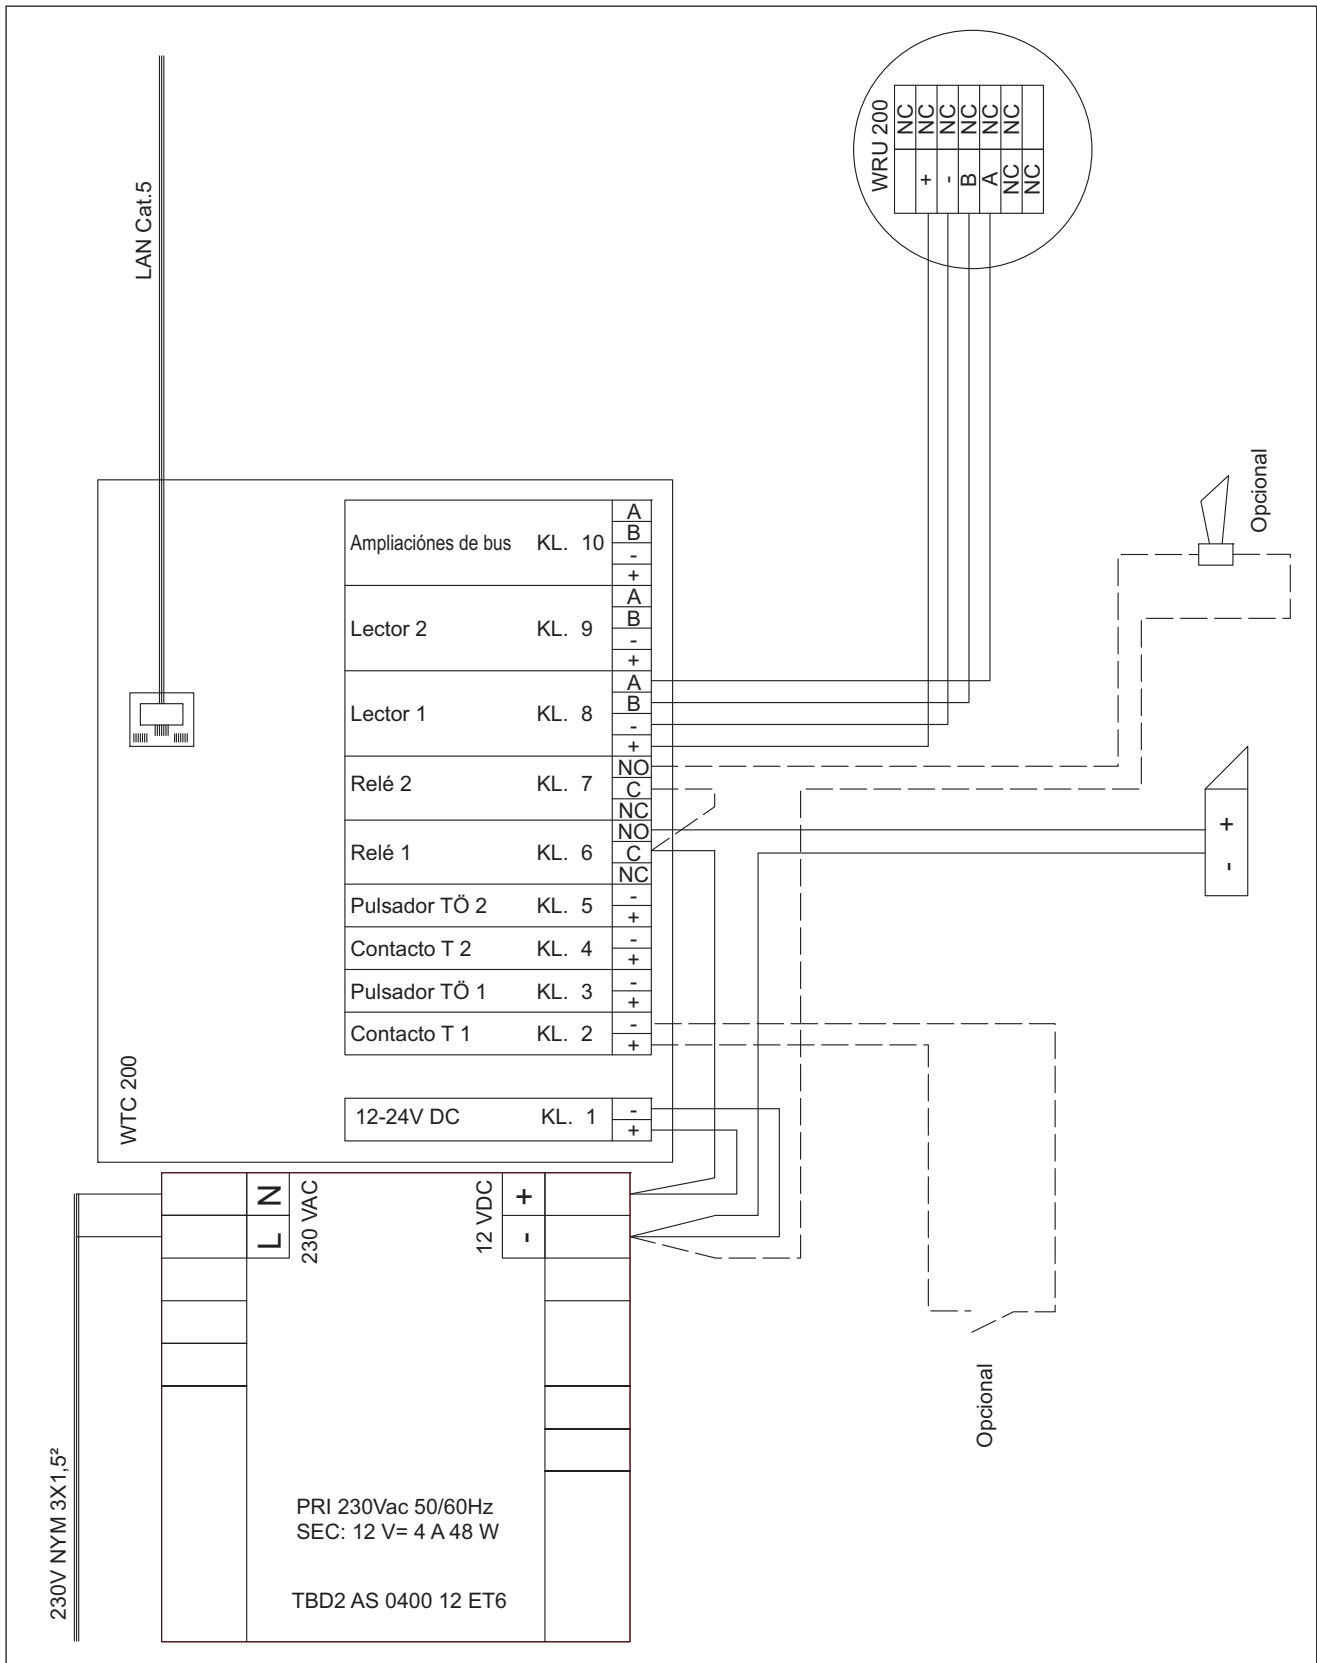 LAN Cat.5
WRU 200
NC
NC
NC
NC
NC
NC
+
-
B
A
NC
NC
Opcional
WTC 200
Ampliaciónes de bus KL. 10
A
B
-
+
Lector 2 KL. 9
A
B
-
+
Lector 1 KL. 8
A
B
-
+
Relé 2 KL. 7
NO
C
NC
Relé 1 KL. 6
NO
C
NC
Pulsador TÖ 2 KL. 5
-
+
Contacto T 2 KL. 4
-
+
Pulsador TÖ 1 KL. 3
-
+
Contacto T 1 KL. 2
-
+
12-24V DC KL. 1
-
+
+
-
L N
230 VAC
12 VDC
- +
Opcional
230V NYM 3X1,5²
PRI 230Vac 50/60Hz
SEC: 12 V= 4 A 48 W
TBD2 AS 0400 12 ET6